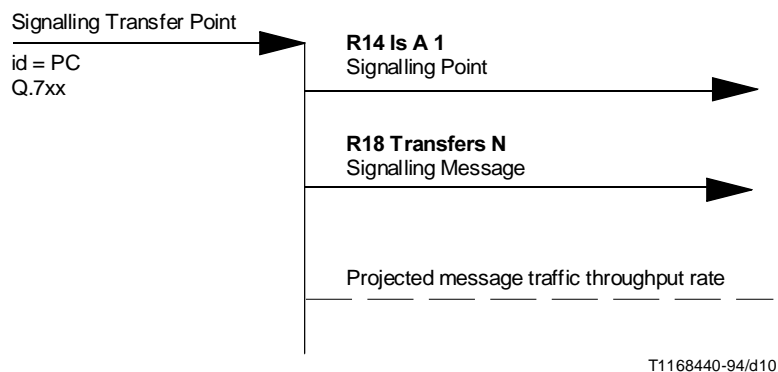 Signalling Transfer Point
id = PC
Q.7xx
R14 Is A 1
Signalling Point
R18 Transfers N
Signalling Message
Projected message traffic throughput rate
T1168440-94/d10